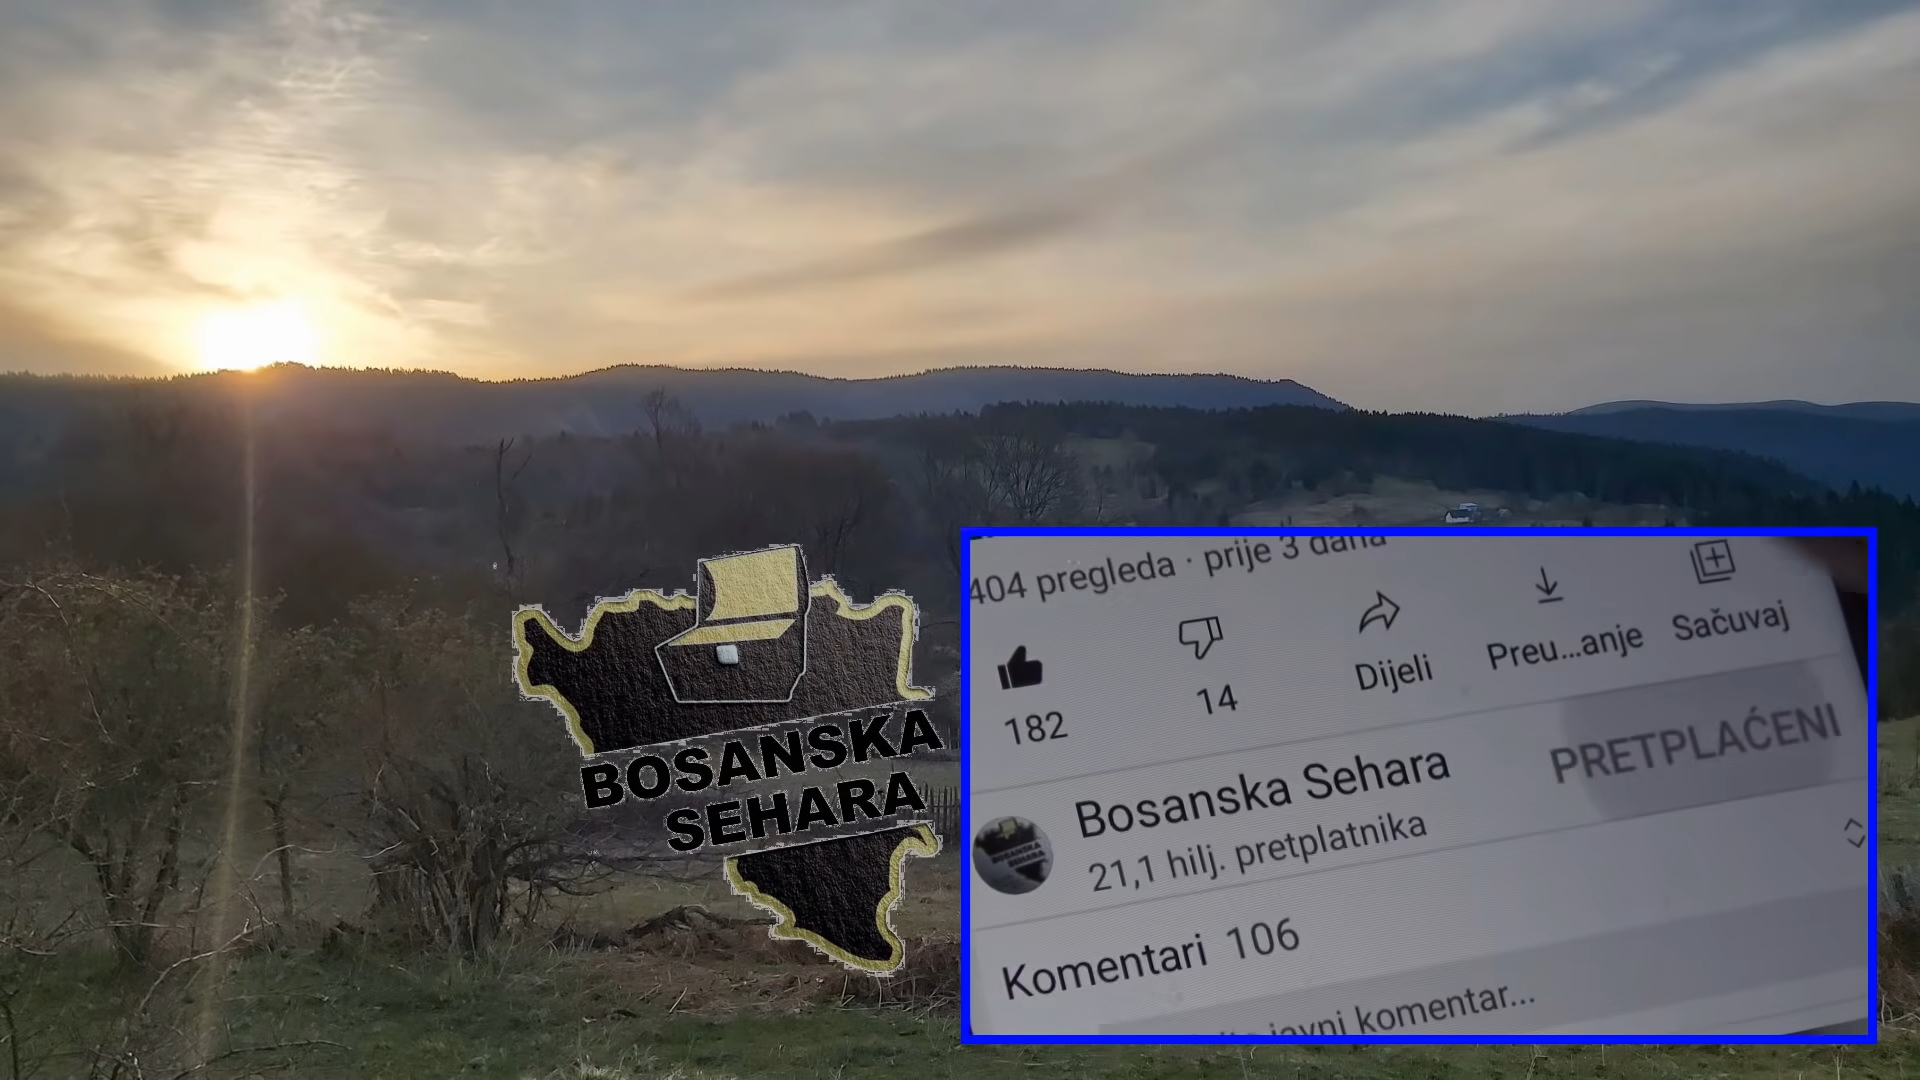 BOSANSKA
SEHARA
404 pregleda · prije 3 dana
182
14
Dijeli
Preu...anje
Sačuvaj
Bosanska Sehara
21,1 hilj. pretplatnika
PRETPLAĆENI
Komentari 106
javni komentar...